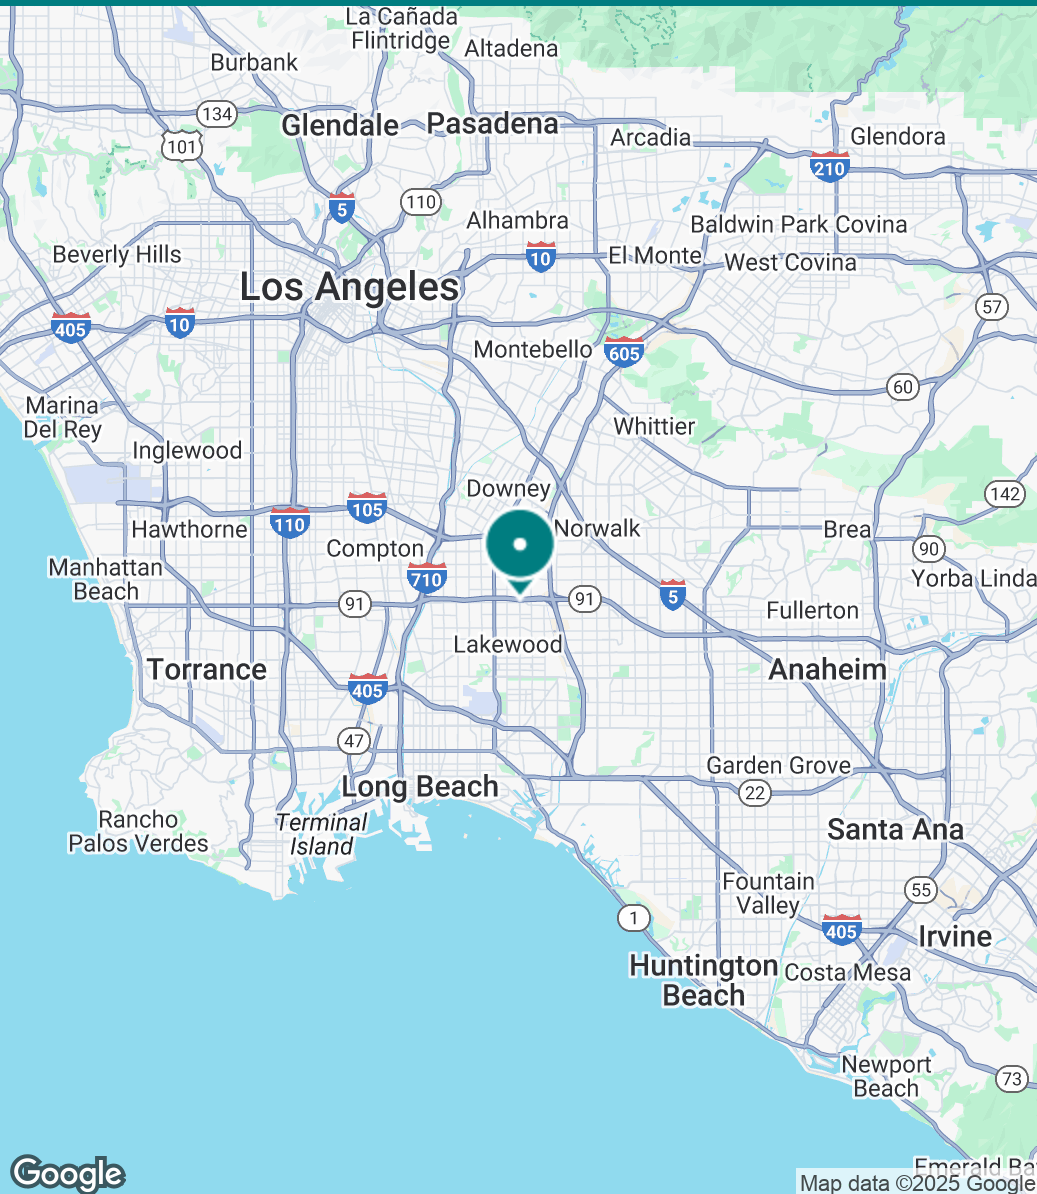 La Cañada
Flintridge
Altadena
Burbank
134
Glendale
Pasadena
Arcadia
Glendora
101
210
110
5
Alhambra
Baldwin Park
Covina
Beverly Hills
10
El Monte
West Covina
Los Angeles
57
405
10
Montebello
605
60
Marina
Del Rey
Whittier
Inglewood
Downey
142
105
110
Hawthorne
Norwalk
Brea
Compton
90
Manhattan
Beach
710
Yorba Linda
91
91
5
Fullerton
Lakewood
Torrance
Anaheim
405
47
Garden Grove
Long Beach
22
Rancho
Palos Verdes
Terminal
Island
Santa Ana
Fountain
Valley
55
1
405
Irvine
Huntington
Beach
Costa Mesa
Newport
Beach
73
Emerald Ba
Google
Map data ©2025 Google